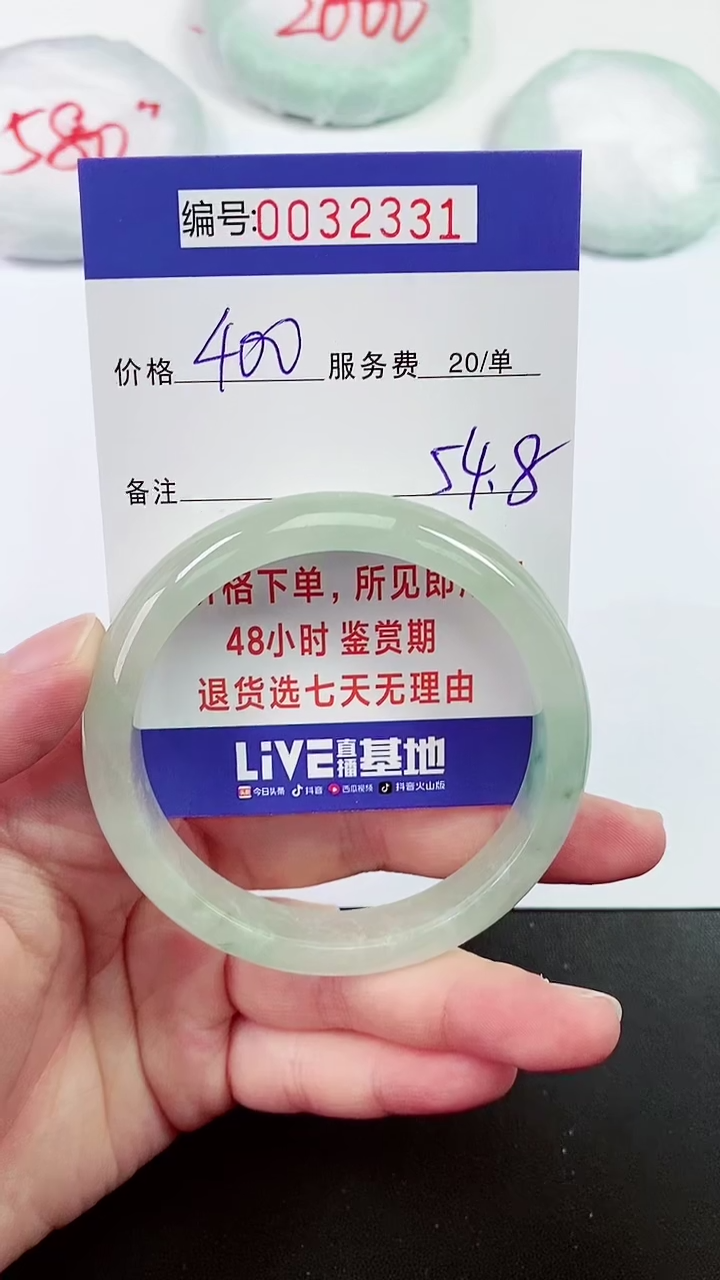 2000
580"
编号:0032331
价格 400 服务费 20/单
备注 54.8
格下单，所见即
48小时 鉴赏期
退货选七天无理由
LiVE直播基地
头条 今日头条 抖音 西瓜视频 抖音火山版